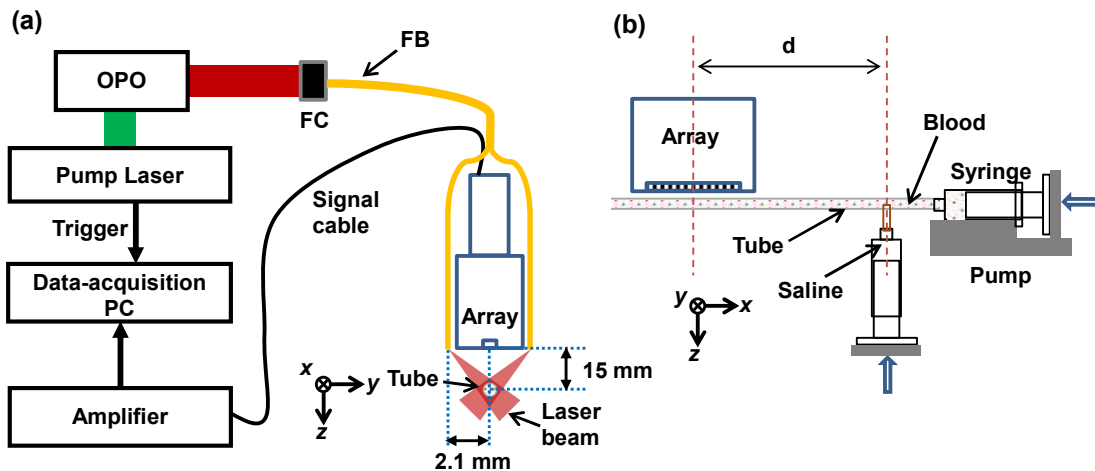 (a)
OPO
FC
FB
Pump Laser
Trigger
Data-acquisition
PC
Amplifier
Signal
cable
Array
x
y
z
Tube
15 mm
Laser
beam
2.1 mm
(b)
d
Array
Blood
Syringe
Tube
Saline
Pump
y
x
z